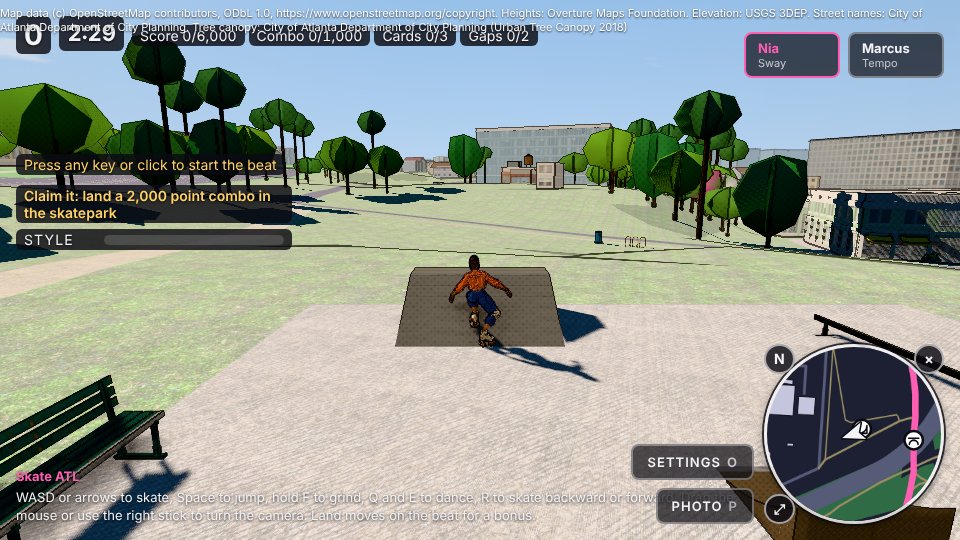 Map data (c) OpenStreetMap contributors, ODbL 1.0, https://www.openstreetmap.org/copyright. Heights: Overture Maps Foundation. Elevation: USGS 3DEP. Street names: City of
Atlanta Department of City Planning. Tree canopy: City of Atlanta Department of City Planning (Urban Tree Canopy 2018)
0
2:29
Score 0/6,000
Combo 0/1,000
Cards 0/3
Gaps 0/2
Nia
Sway
Marcus
Tempo
Press any key or click to start the beat
Claim it: land a 2,000 point combo in
the skatepark
STYLE
N
×
SETTINGS O
PHOTO P
Skate ATL
WASD or arrows to skate, Space to jump, hold F to grind, Q and E to dance, R to skate backward or forward.
mouse or use the right stick to turn the camera. Land moves on the beat for a bonus.